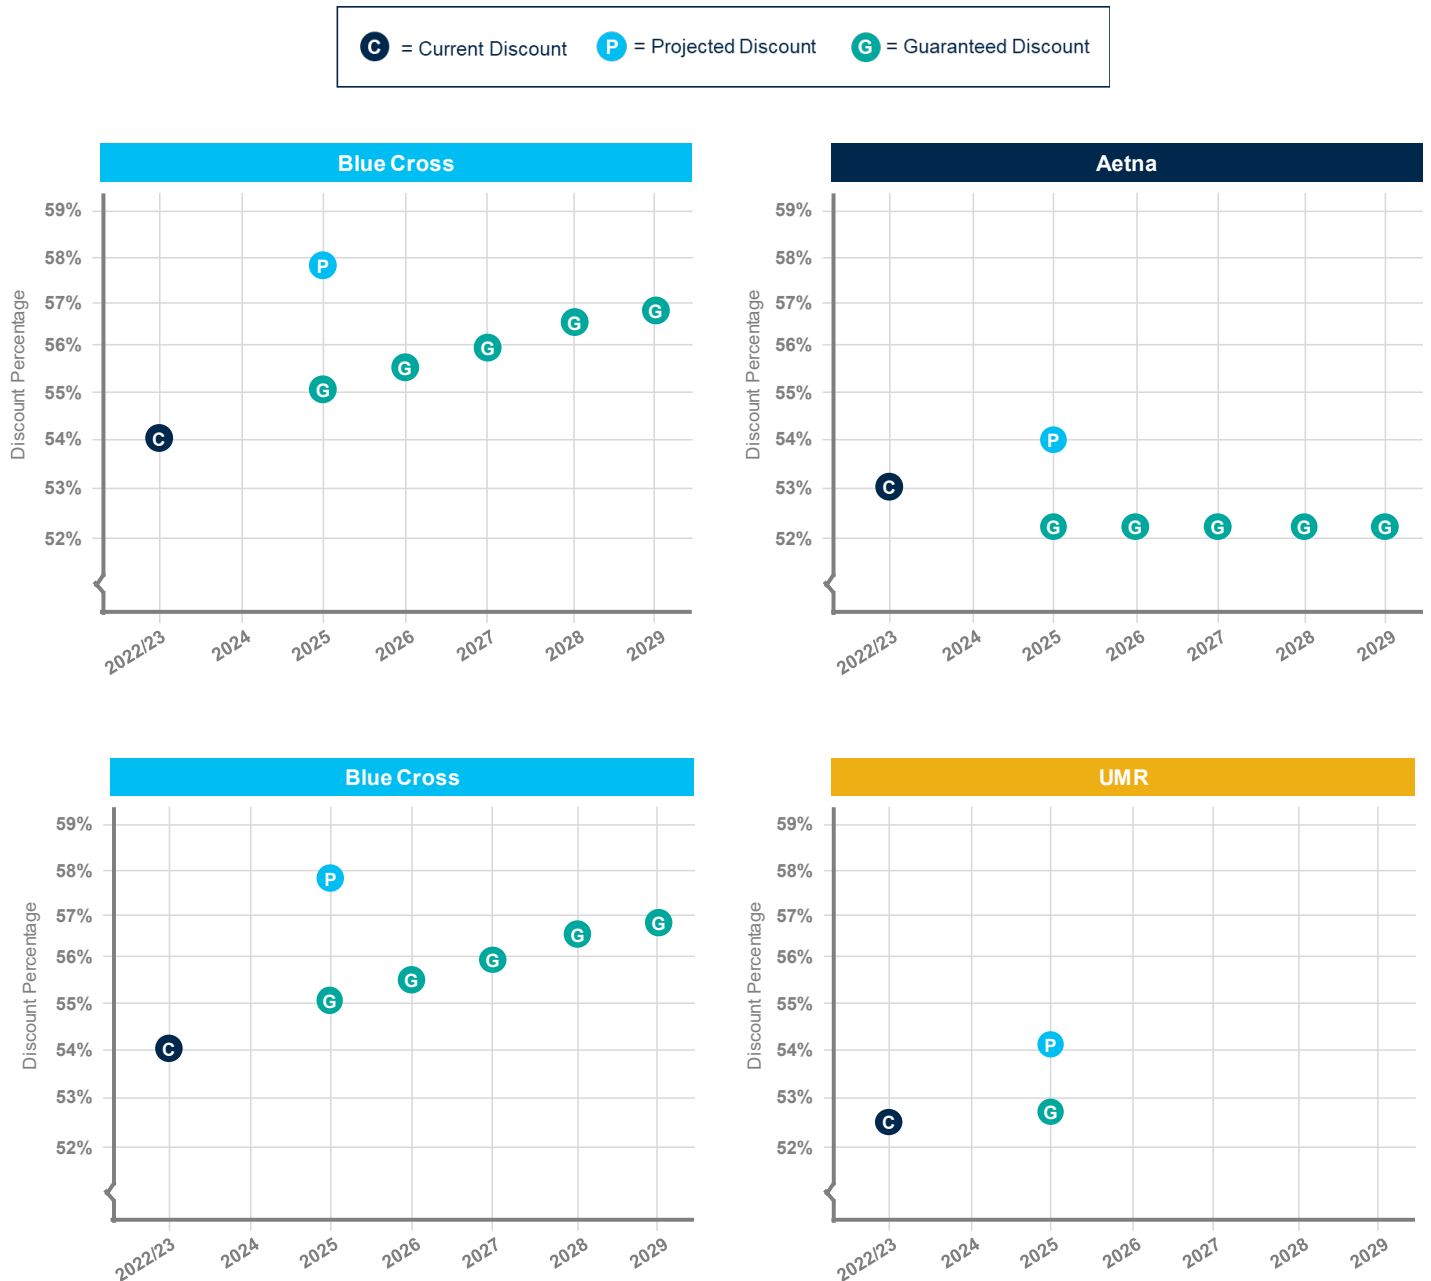 C = Current Discount P = Projected Discount G = Guaranteed Discount
Blue Cross
59%
58%
57%
56%
55%
54%
53%
52%
Discount Percentage
C
P
G
G
G
G
G
2022/23 2024 2025 2026 2027 2028 2029
Aetna
59%
58%
57%
56%
55%
54%
53%
52%
Discount Percentage
C
P
G G G G G
2022/23 2024 2025 2026 2027 2028 2029
Blue Cross
59%
58%
57%
56%
55%
54%
53%
52%
Discount Percentage
C
P
G
G
G
G
G
2022/23 2024 2025 2026 2027 2028 2029
UMR
59%
58%
57%
56%
55%
54%
53%
52%
Discount Percentage
C
P
G
2022/23 2024 2025 2026 2027 2028 2029